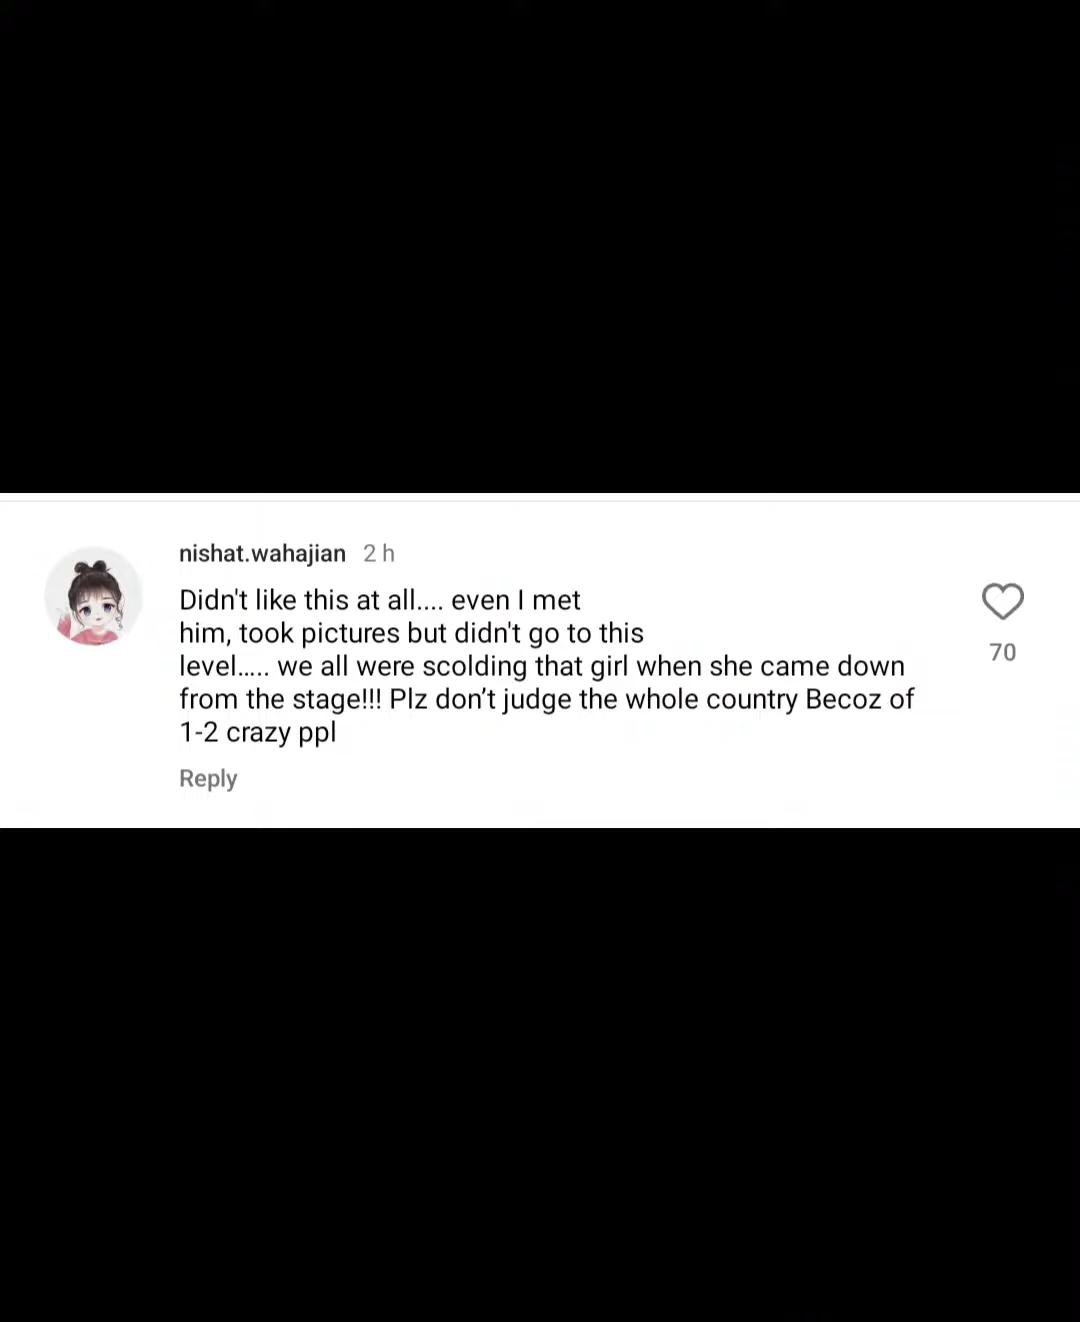 nishat.wahajian 2 h
Didn't like this at all.... even I met
him, took pictures but didn't go to this
level..... we all were scolding that girl when she came down
from the stage!!! Plz don’t judge the whole country Becoz of
1-2 crazy ppl
70
Reply